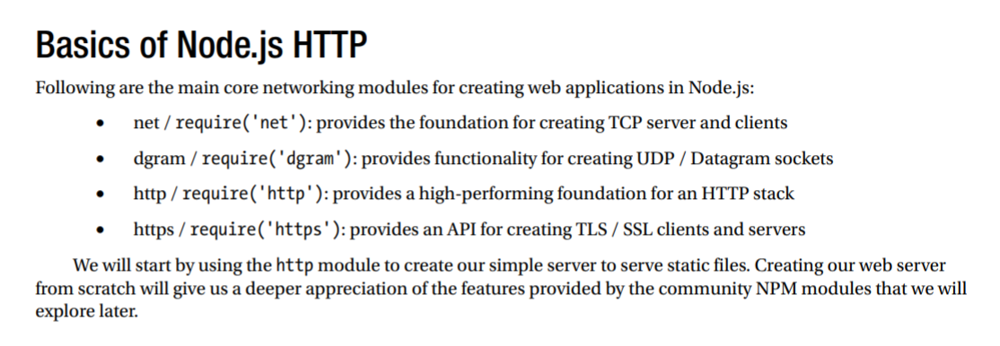 Basics of Node.js HTTP
Following are the main core networking modules for creating web applications in Node.js:
• net / require('net'): provides the foundation for creating TCP server and clients
• dgram / require('dgram'): provides functionality for creating UDP / Datagram sockets
• http / require('http'): provides a high-performing foundation for an HTTP stack
• https / require('https'): provides an API for creating TLS / SSL clients and servers
We will start by using the http module to create our simple server to serve static files. Creating our web server
from scratch will give us a deeper appreciation of the features provided by the community NPM modules that we will
explore later.